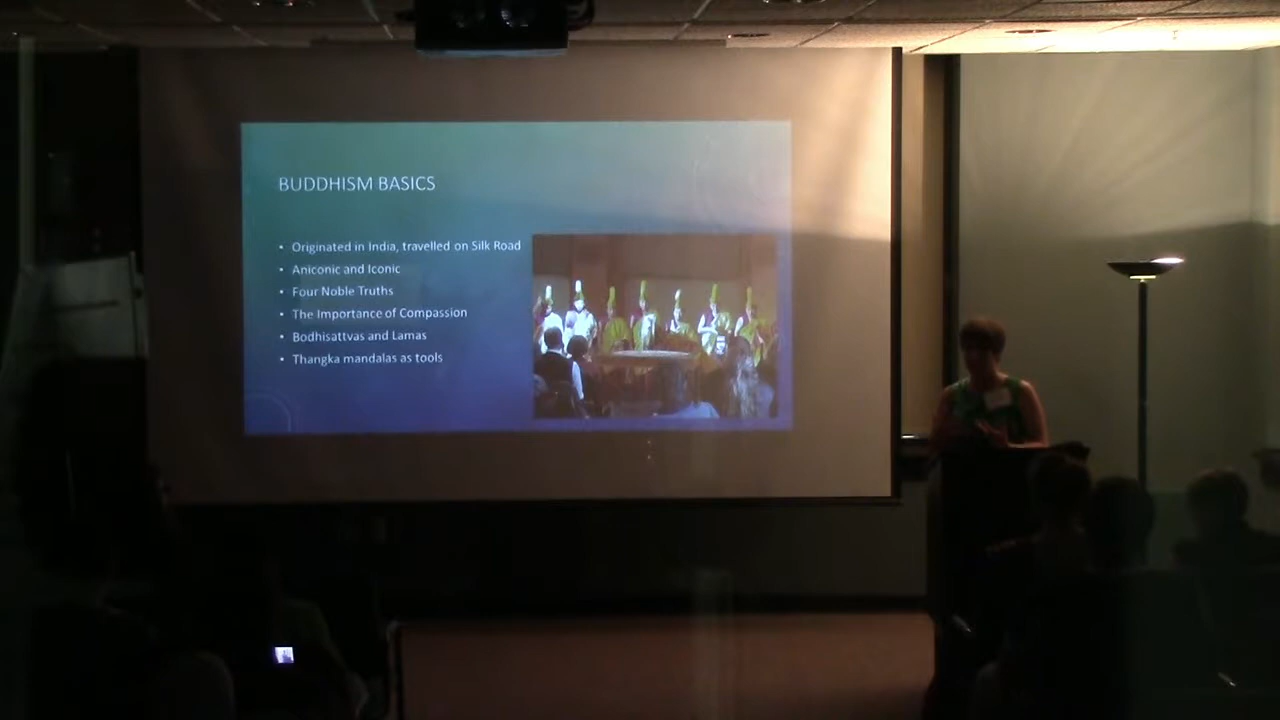 BUDDHISM BASICS
• Originated in India, travelled on Silk Road
• Aniconic and Iconic
• Four Noble Truths
• The Importance of Compassion
• Bodhisattvas and Lamas
• Thangka mandalas as tools